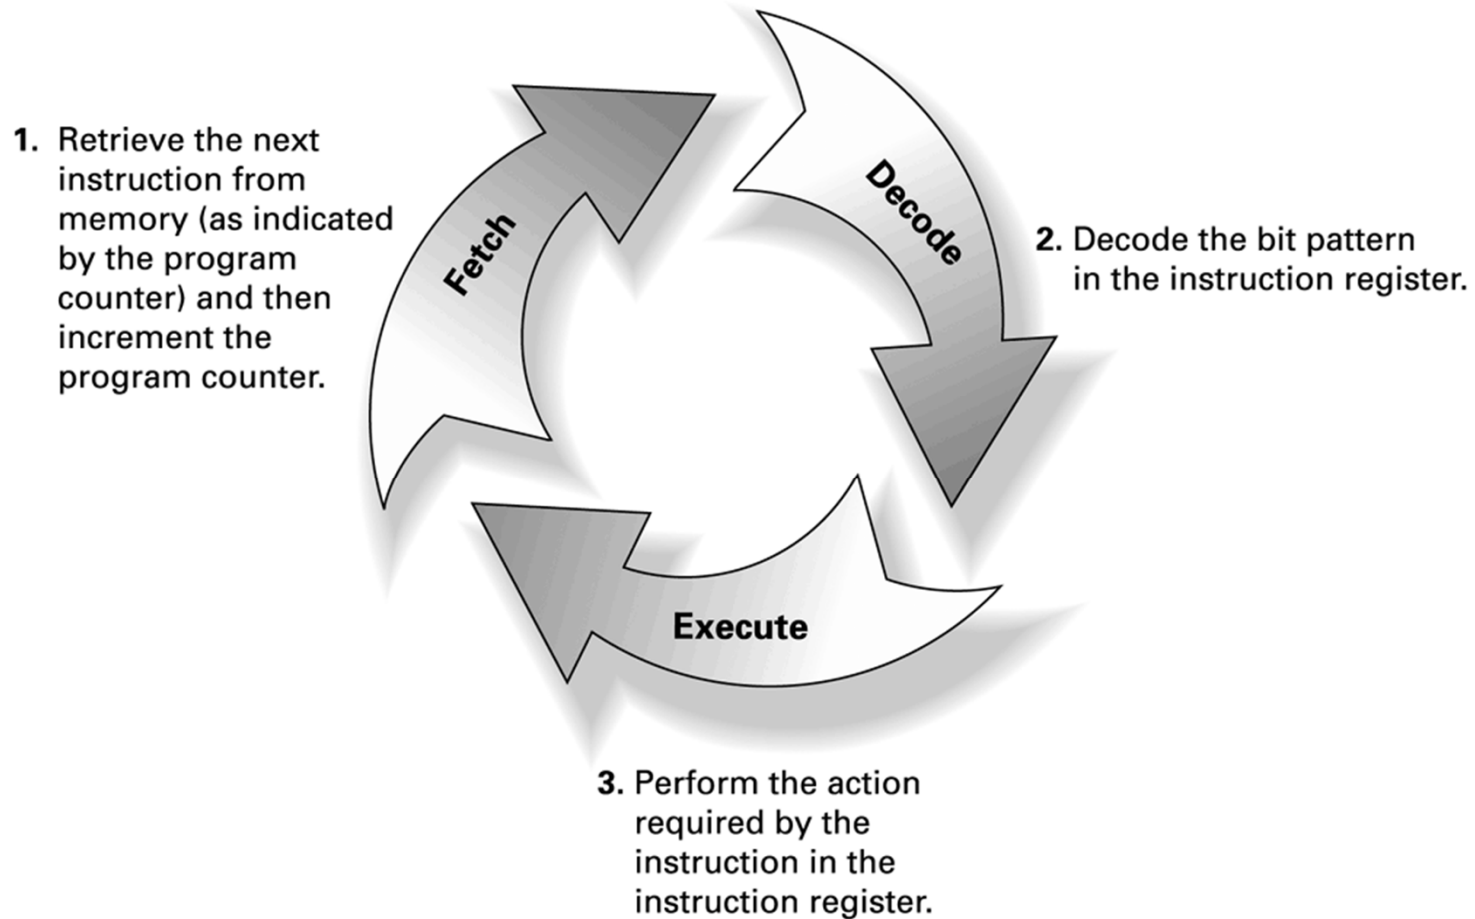 1. Retrieve the next
instruction from
memory (as indicated
by the program
counter) and then
increment the
program counter.
Fetch
Decode
2. Decode the bit pattern
in the instruction register.
Execute
3. Perform the action
required by the
instruction in the
instruction register.